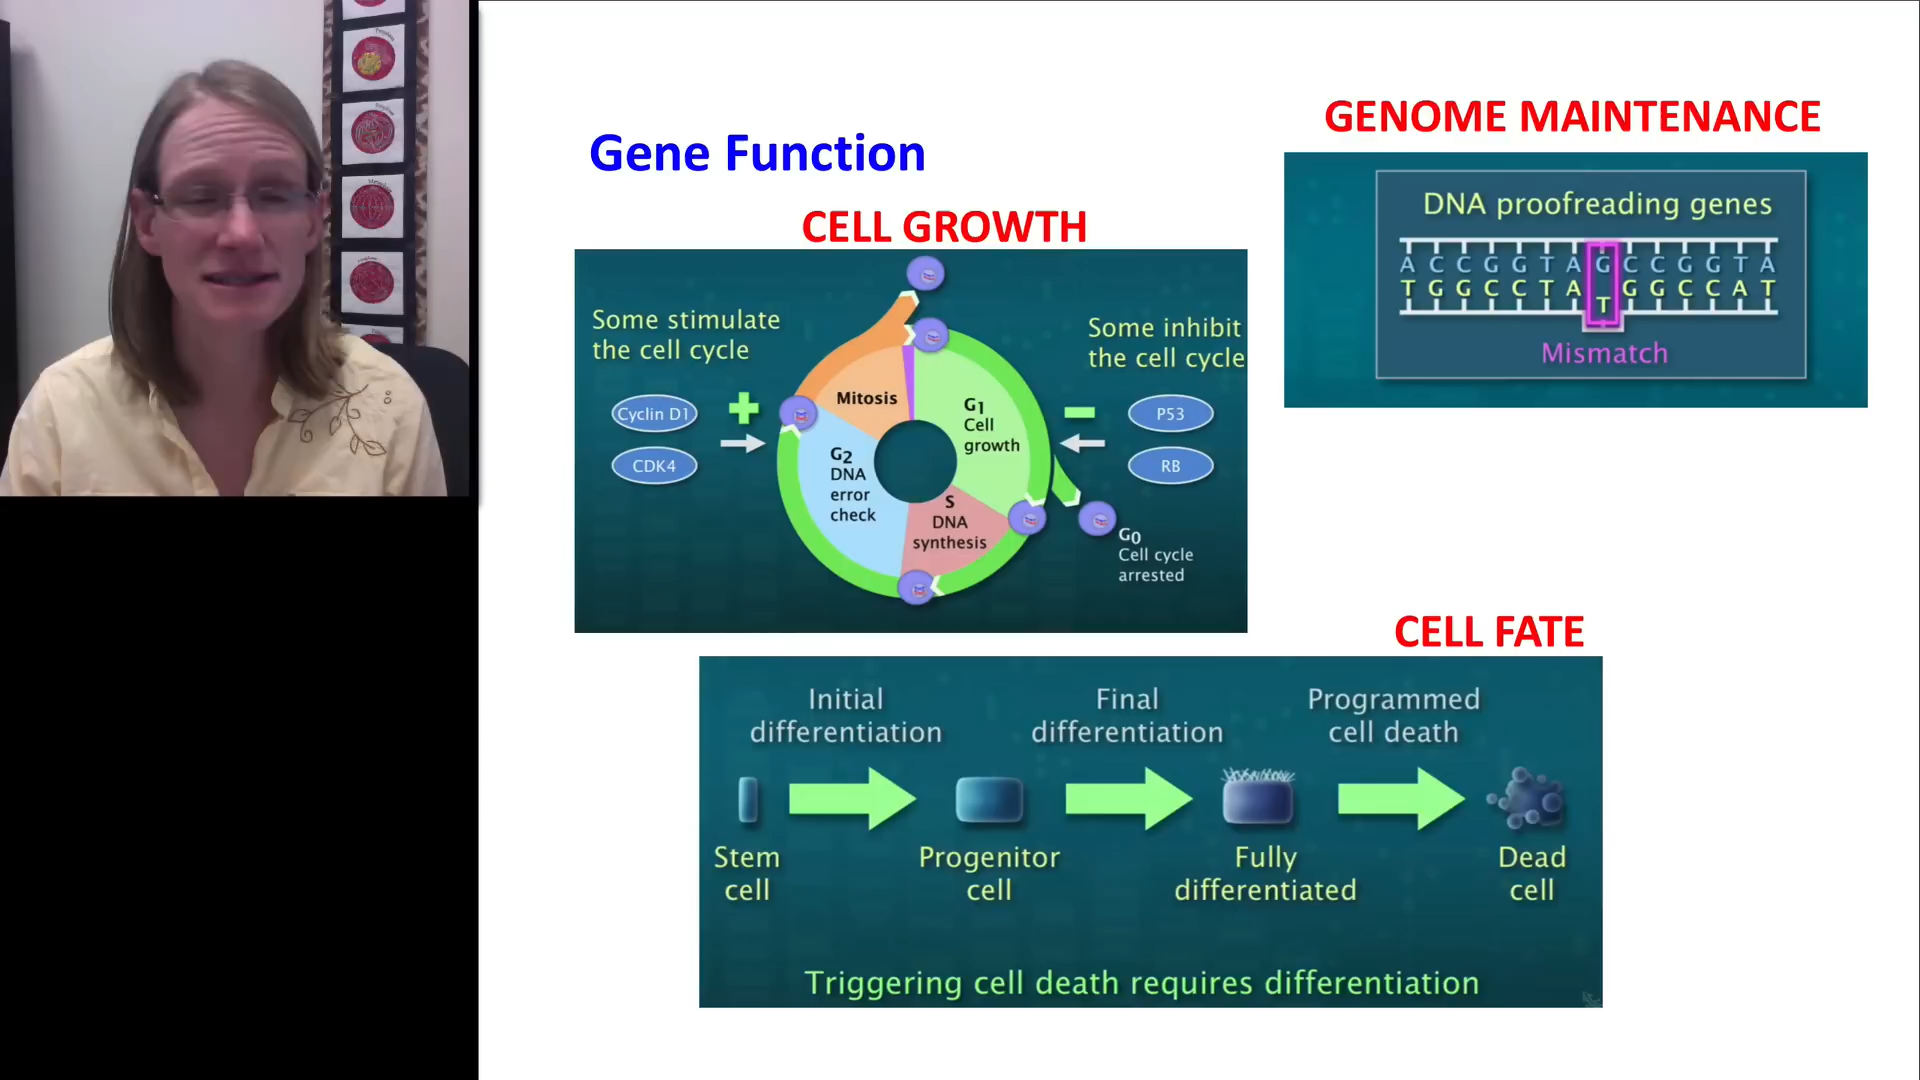 Gene Function
CELL GROWTH
Some stimulate
the cell cycle
Cyclin D1
CDK4
Mitosis
G1
Cell
growth
G2
DNA
error
check
S
DNA
synthesis
Some inhibit
the cell cycle
P53
RB
G0
Cell cycle
arrested
GENOME MAINTENANCE
DNA proofreading genes
A C C G G T A G C C G G T A
T G G C C T A T G G C C A T
Mismatch
CELL FATE
Initial
differentiation
Final
differentiation
Programmed
cell death
Stem
cell
Progenitor
cell
Fully
differentiated
Dead
cell
Triggering cell death requires differentiation